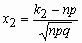 x₂ = (k₂ − np) / √npq